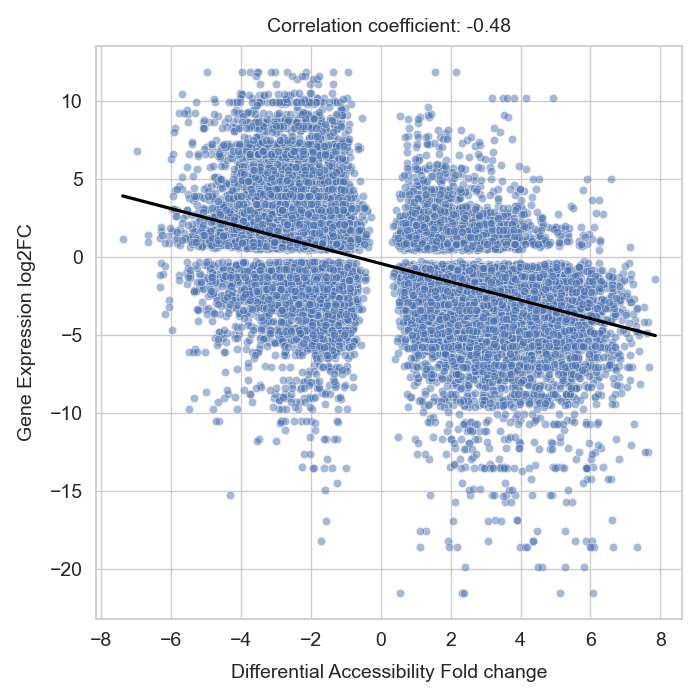 Correlation coefficient: -0.48
Gene Expression log2FC
10
5
0
−5
−10
−15
−20
−8 −6 −4 −2 0 2 4 6 8
Differential Accessibility Fold change